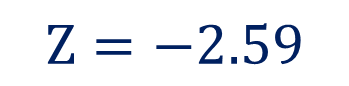 Z = −2.59